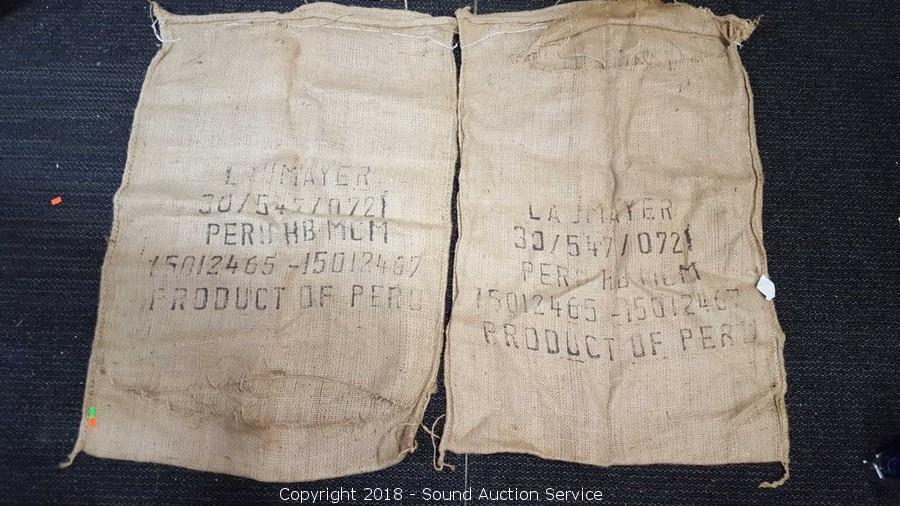 LAUMAYER
30/547/0721
PERU HB MCM
15012465 - 15012467
PRODUCT OF PERU
LAUMAYER
30/547/0721
PERU HB MCM
15012465 - 15012467
PRODUCT OF PERU
Copyright 2018 - Sound Auction Service